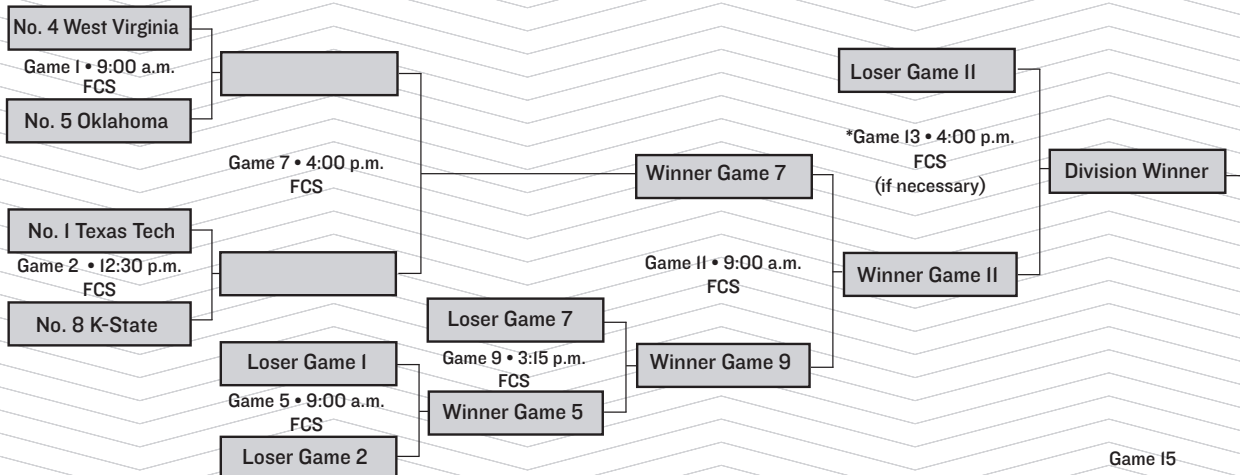 No. 4 West Virginia
Game 1 • 9:00 a.m.
FCS
No. 5 Oklahoma
Game 7 • 4:00 p.m.
FCS
No. 1 Texas Tech
Game 2 • 12:30 p.m.
FCS
No. 8 K-State
Loser Game 1
Game 5 • 9:00 a.m.
FCS
Loser Game 2
Loser Game 7
Game 9 • 3:15 p.m.
FCS
Winner Game 5
Winner Game 7
Game 11 • 9:00 a.m.
FCS
Winner Game 9
Loser Game 11
*Game 13 • 4:00 p.m.
FCS
(if necessary)
Winner Game 11
Division Winner
Game 15